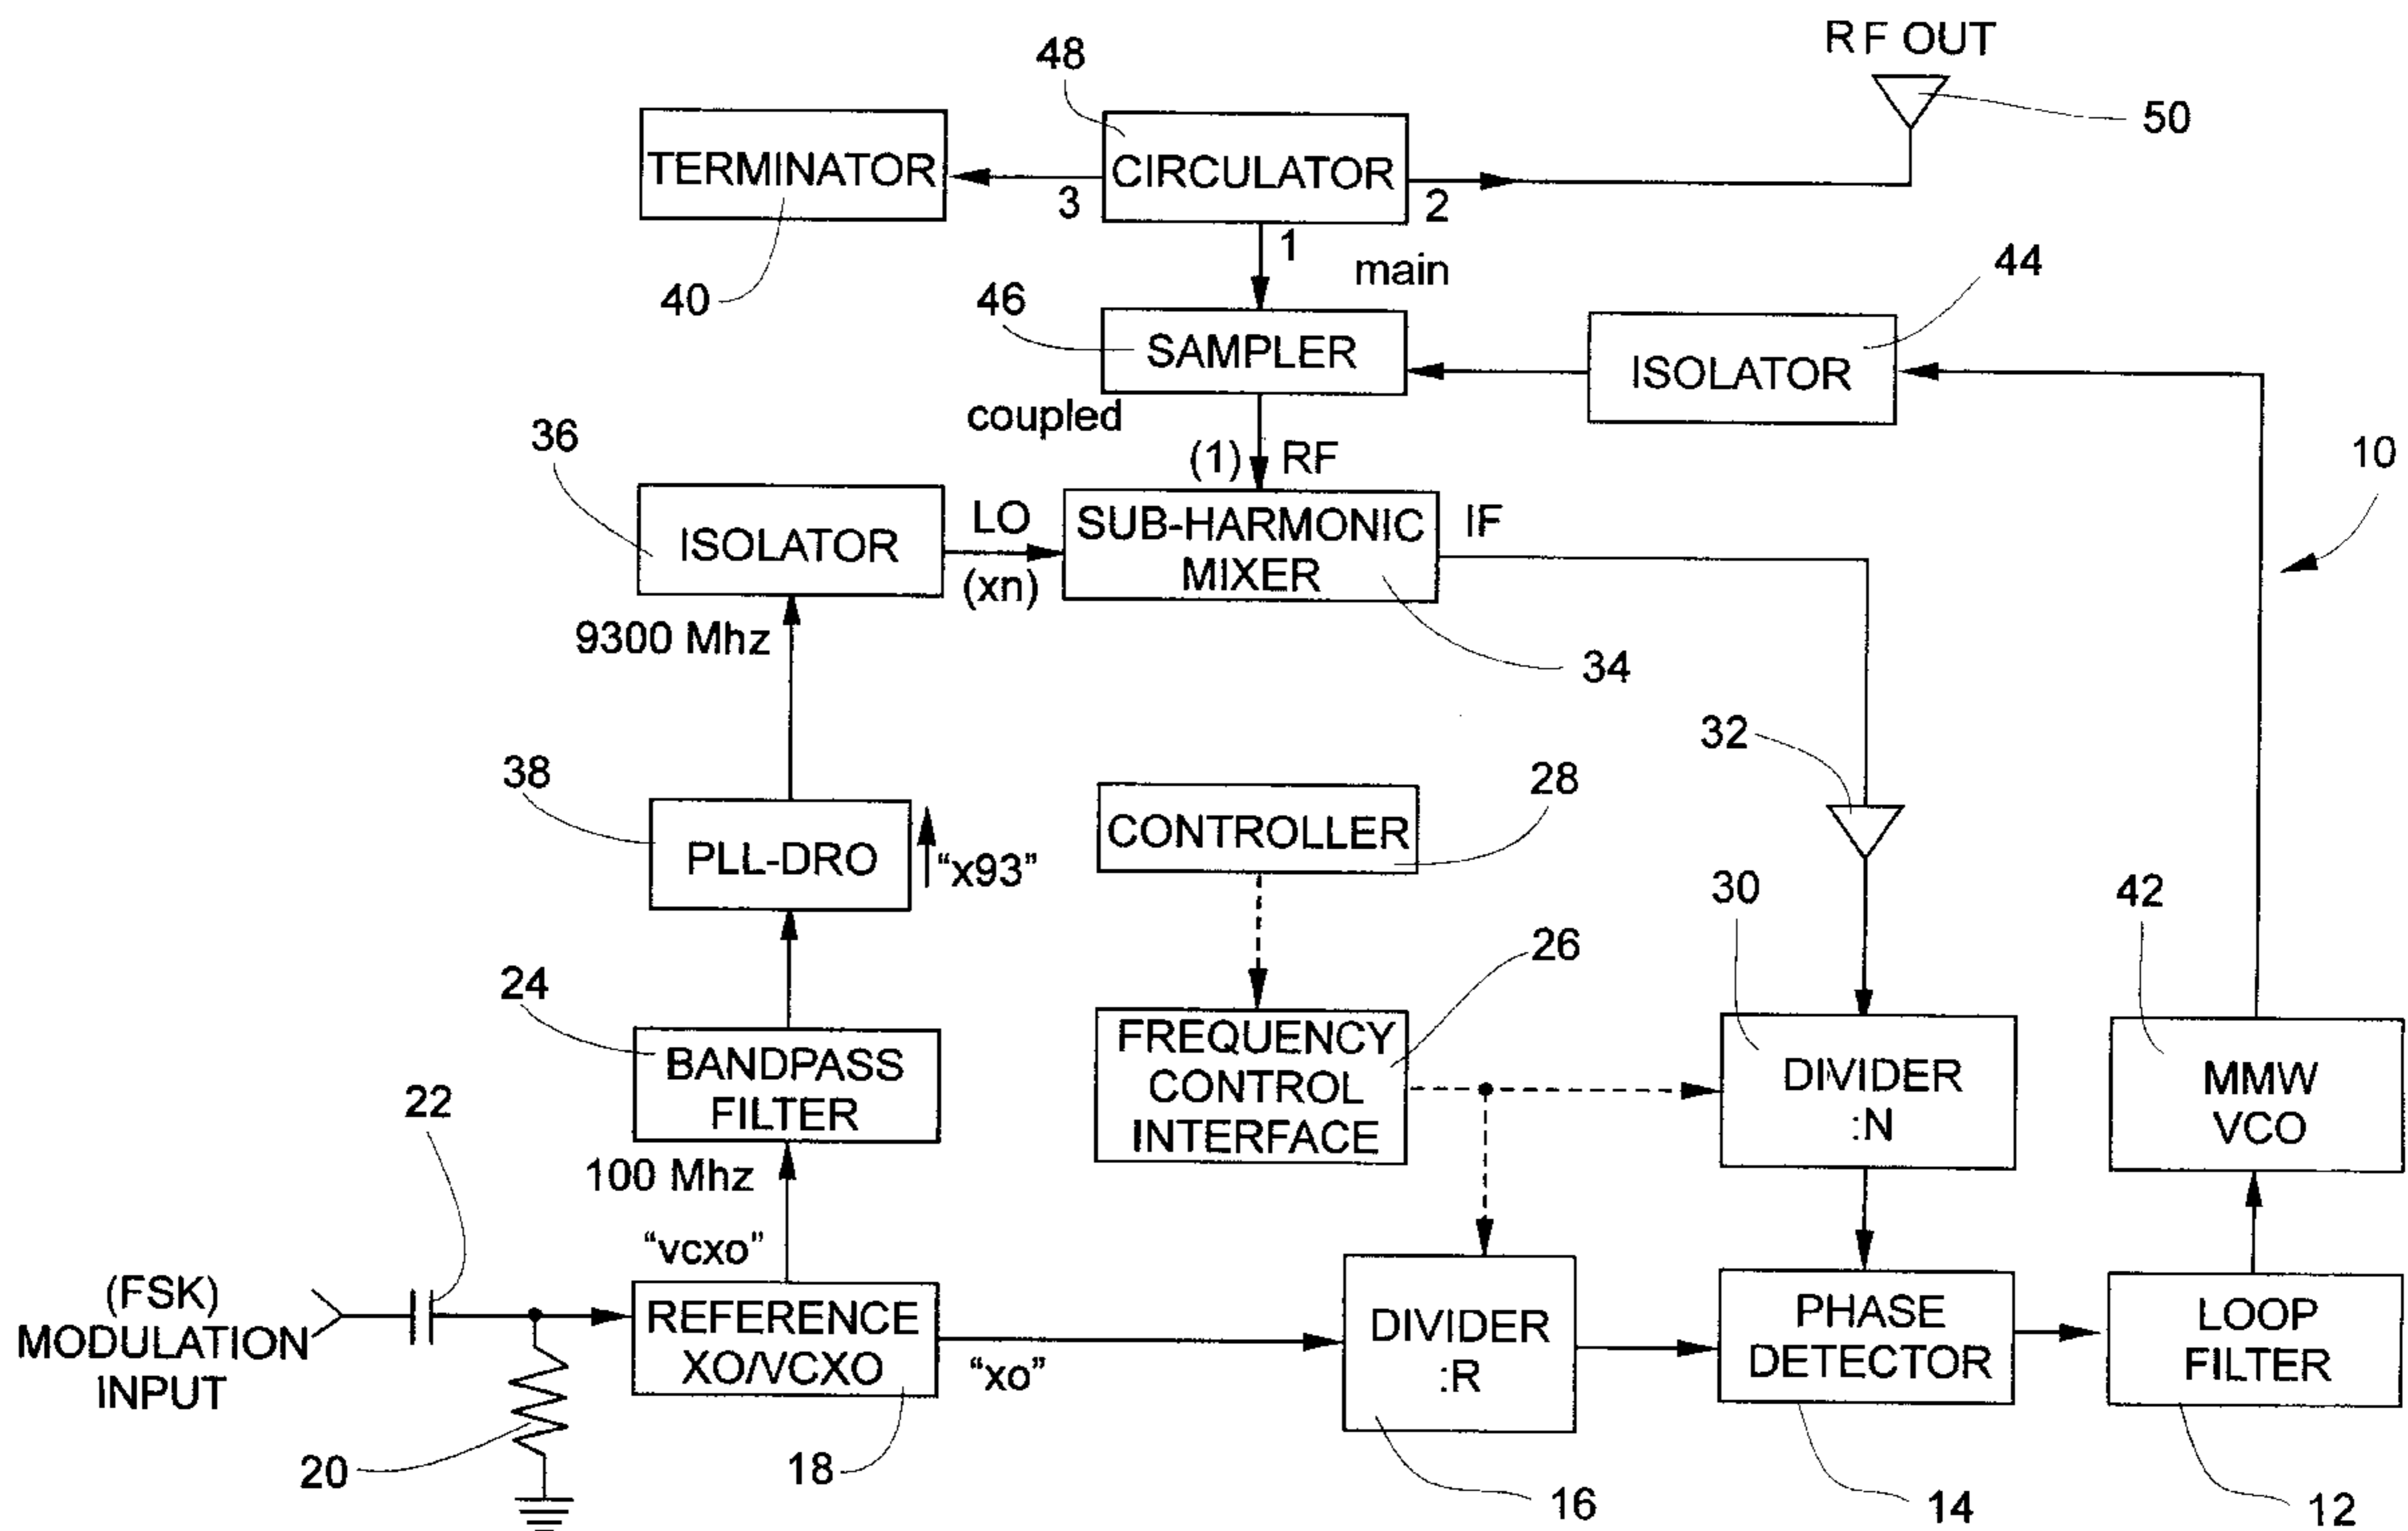 RF OUT
48
50
TERMINATOR
CIRCULATOR
3
2
1
main
40
46
44
SAMPLER
ISOLATOR
coupled
36
(1) RF
10
ISOLATOR
LO
(xn)
SUB-HARMONIC
MIXER
IF
9300 Mhz
34
32
38
28
PLL-DRO
"x93"
CONTROLLER
30
42
26
24
BANDPASS
FILTER
FREQUENCY
CONTROL
INTERFACE
DIVIDER
:N
MMW
VCO
22
100 Mhz
"vcxo"
(FSK)
MODULATION
INPUT
REFERENCE
XO/VCXO
"xo"
DIVIDER
:R
PHASE
DETECTOR
LOOP
FILTER
20
18
16
14
12